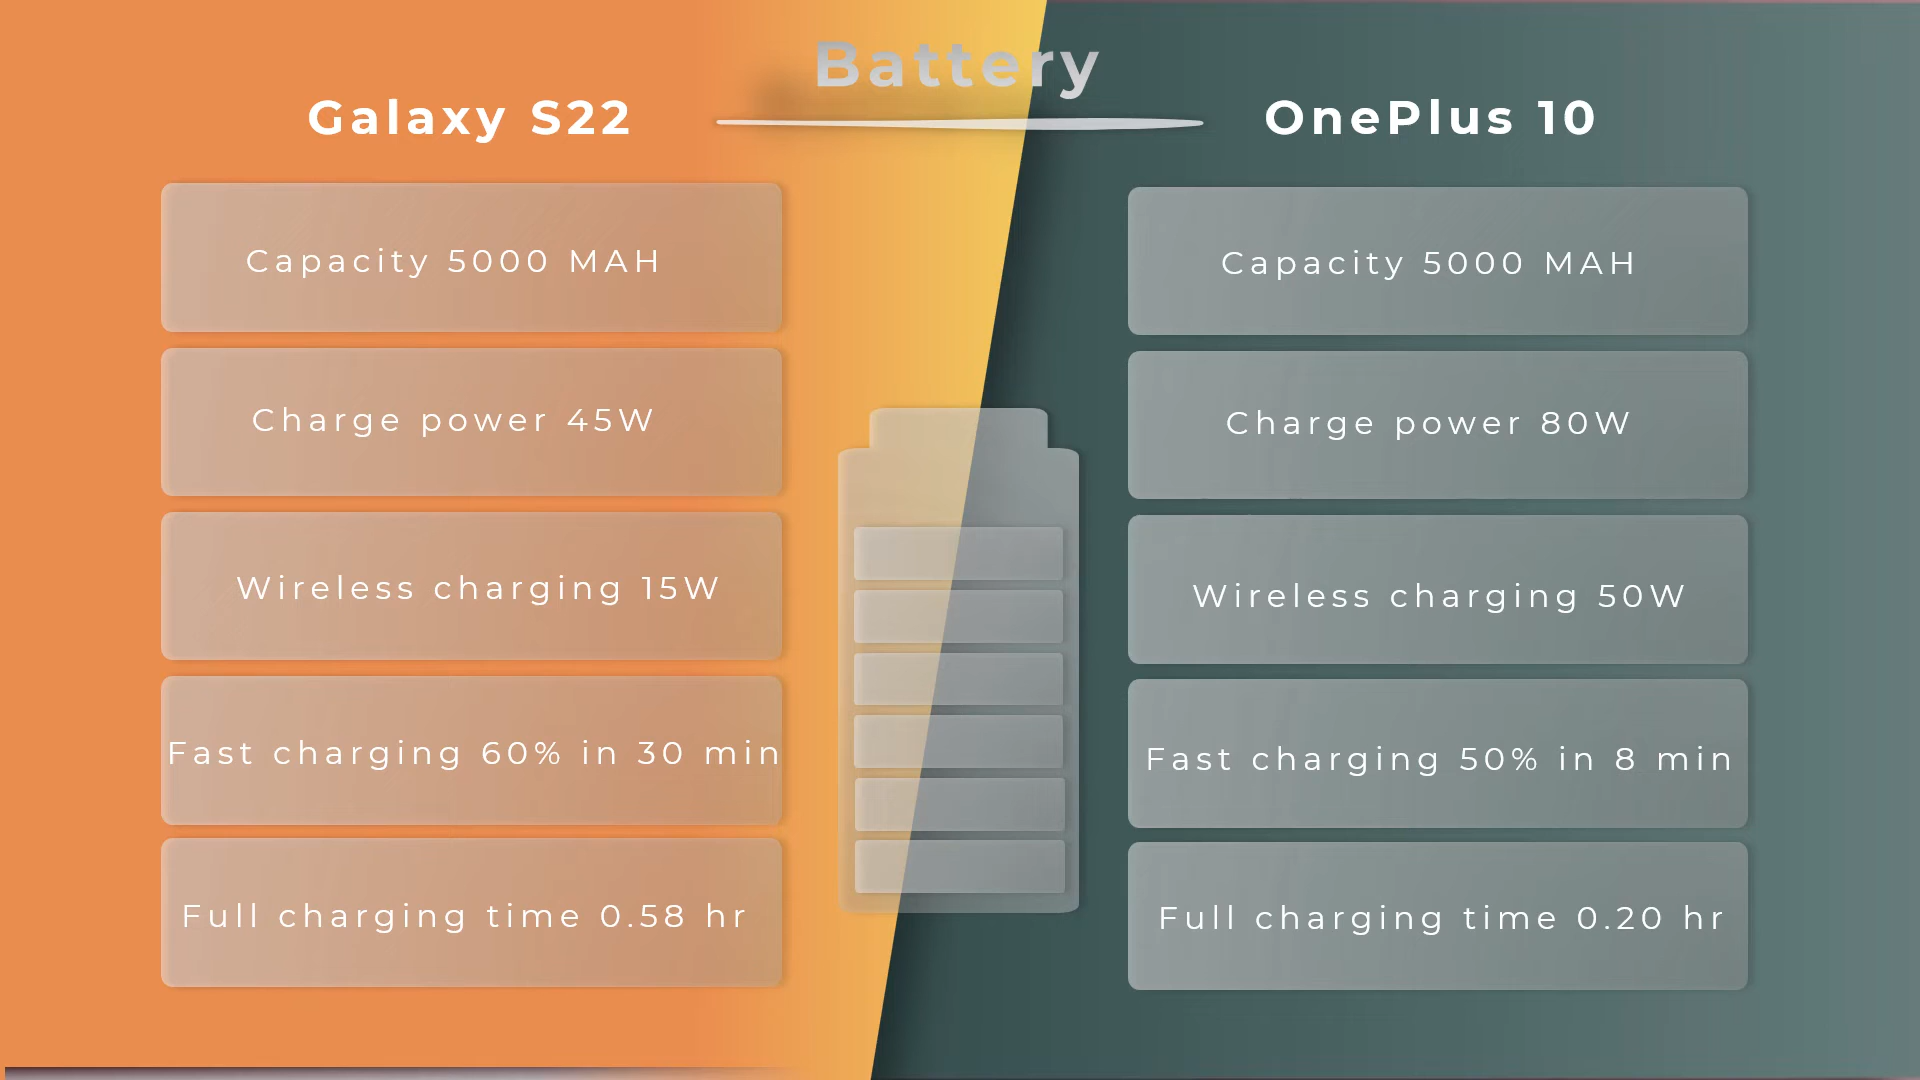 Battery
Galaxy S22
Capacity 5000 MAH
Charge power 45W
Wireless charging 15W
Fast charging 60% in 30 min
Full charging time 0.58 hr
OnePlus 10
Capacity 5000 MAH
Charge power 80W
Wireless charging 50W
Fast charging 50% in 8 min
Full charging time 0.20 hr